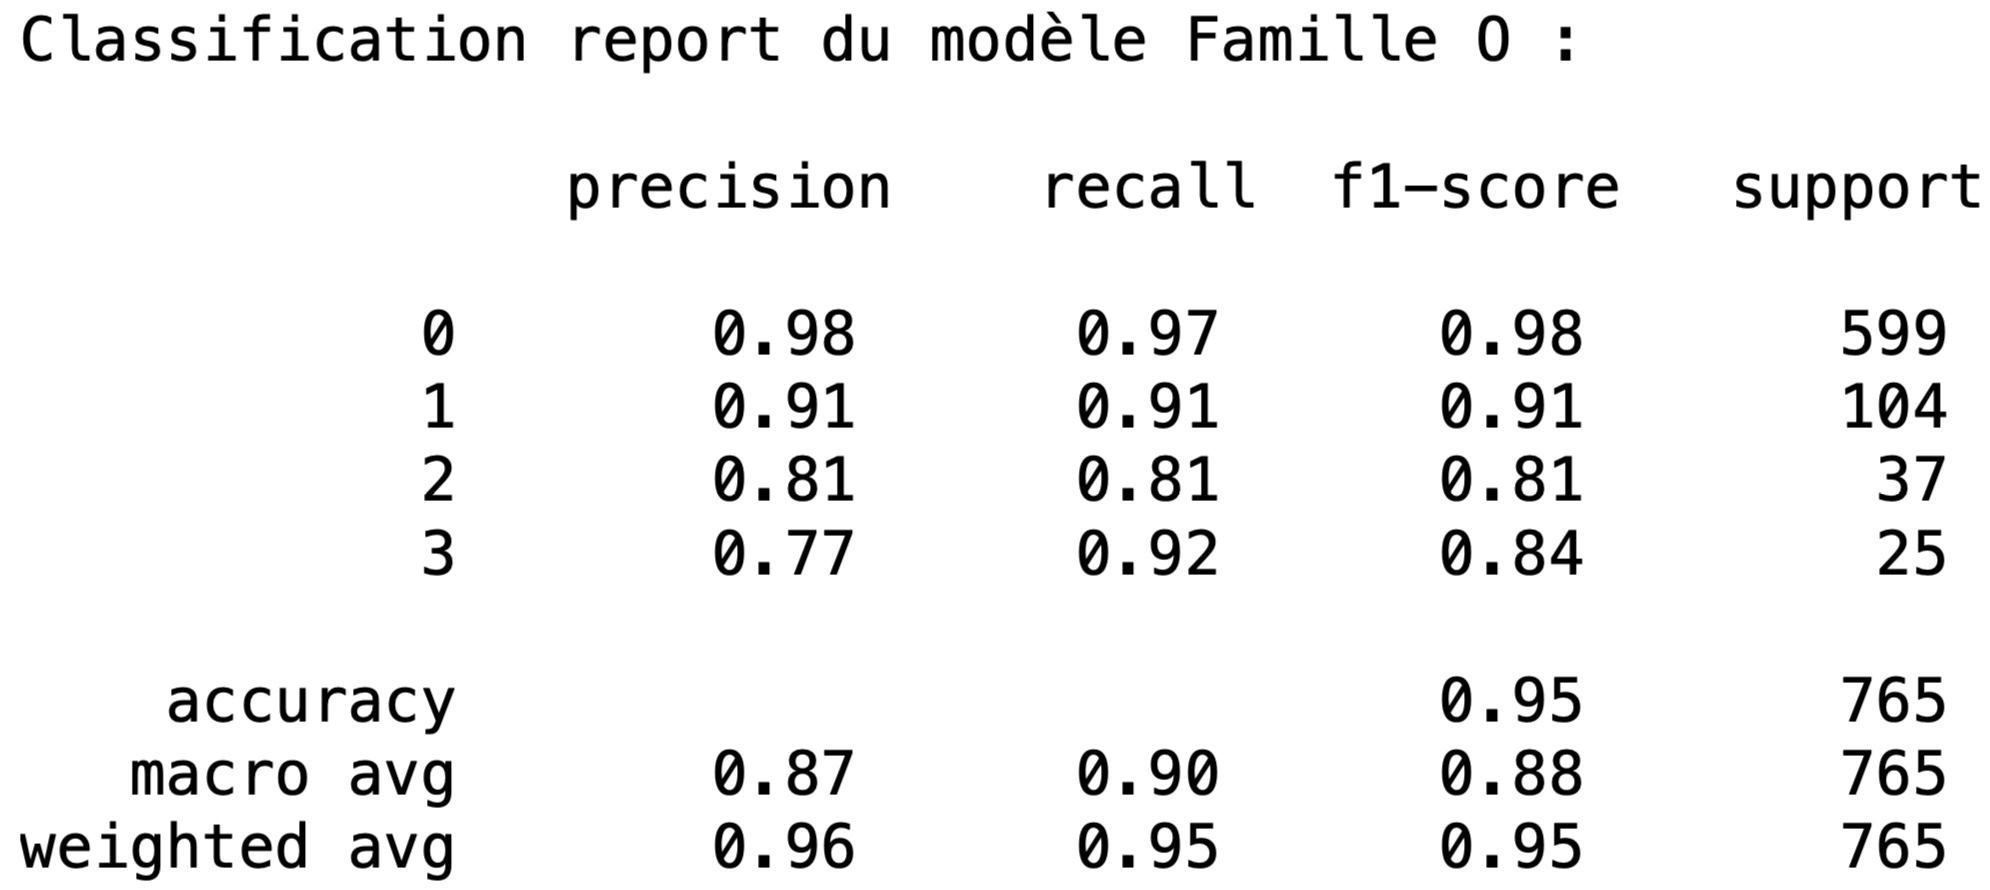 Classification report du modèle Famille O :
precision recall f1-score support
0 0.98 0.97 0.98 599
1 0.91 0.91 0.91 104
2 0.81 0.81 0.81 37
3 0.77 0.92 0.84 25
accuracy 0.95 765
macro avg 0.87 0.90 0.88 765
weighted avg 0.96 0.95 0.95 765